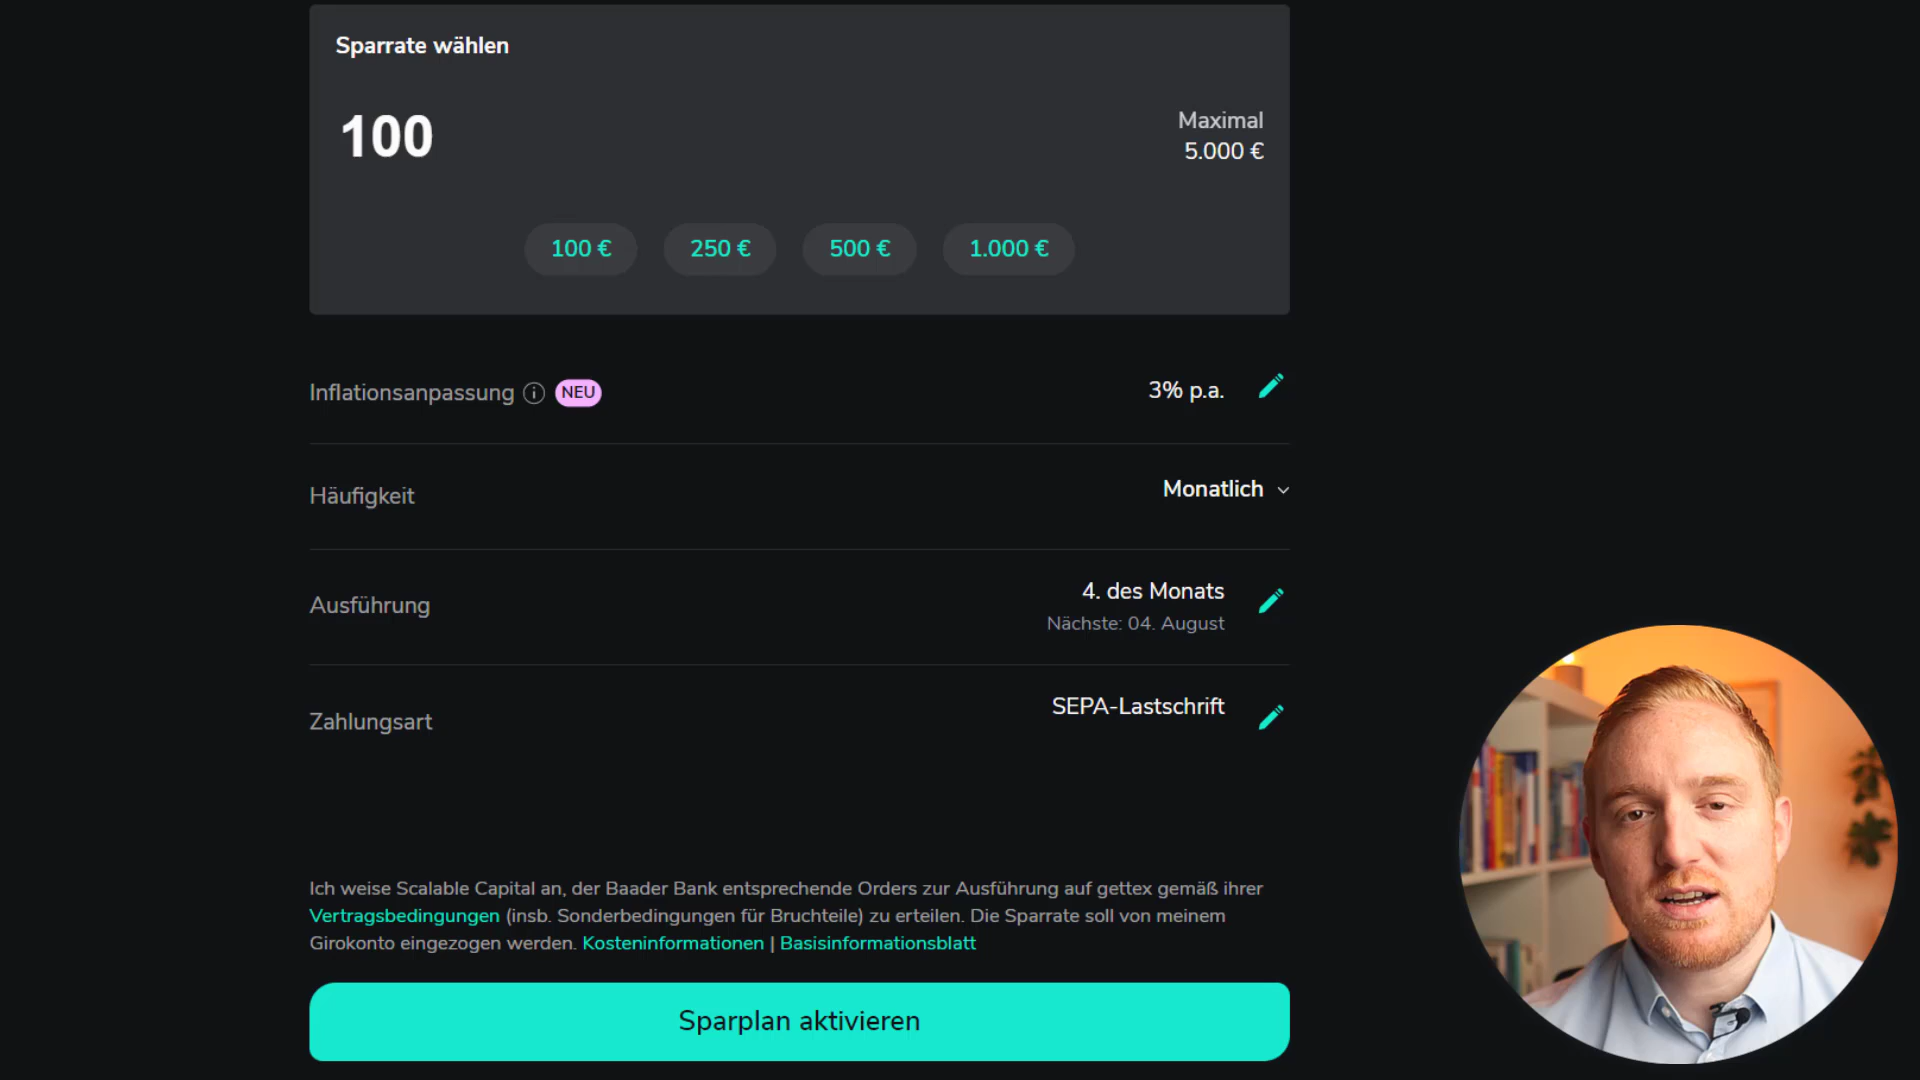 Sparrate wählen
100
Maximal
5.000 €
100 €
250 €
500 €
1.000 €
Inflationsanpassung
NEU
3% p.a.
Häufigkeit
Monatlich
Ausführung
4. des Monats
Nächste: 04. August
Zahlungsart
SEPA-Lastschrift
Ich weise Scalable Capital an, der Baader Bank entsprechende Orders zur Ausführung auf gettex gemäß ihrer
Vertragsbedingungen (insb. Sonderbedingungen für Bruchteile) zu erteilen. Die Sparrate soll von meinem
Girokonto eingezogen werden. Kosteninformationen | Basisinformationsblatt
Sparplan aktivieren